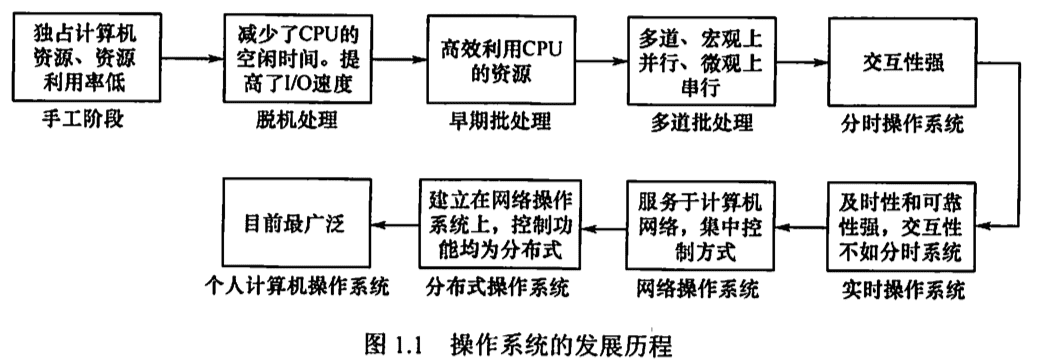 独占计算机
资源、资源
利用率低
手工阶段
减少了CPU的
空闲时间。提
高了I/O速度
脱机处理
高效利用CPU
的资源
早期批处理
多道、宏观上
并行、微观上
串行
多道批处理
交互性强
分时操作系统
及时性和可靠
性强，交互性
不如分时系统
实时操作系统
服务于计算机
网络，集中控
制方式
网络操作系统
建立在网络操作
系统上，控制功
能均为分布式
分布式操作系统
目前最广泛
个人计算机操作系统
图 1.1 操作系统的发展历程